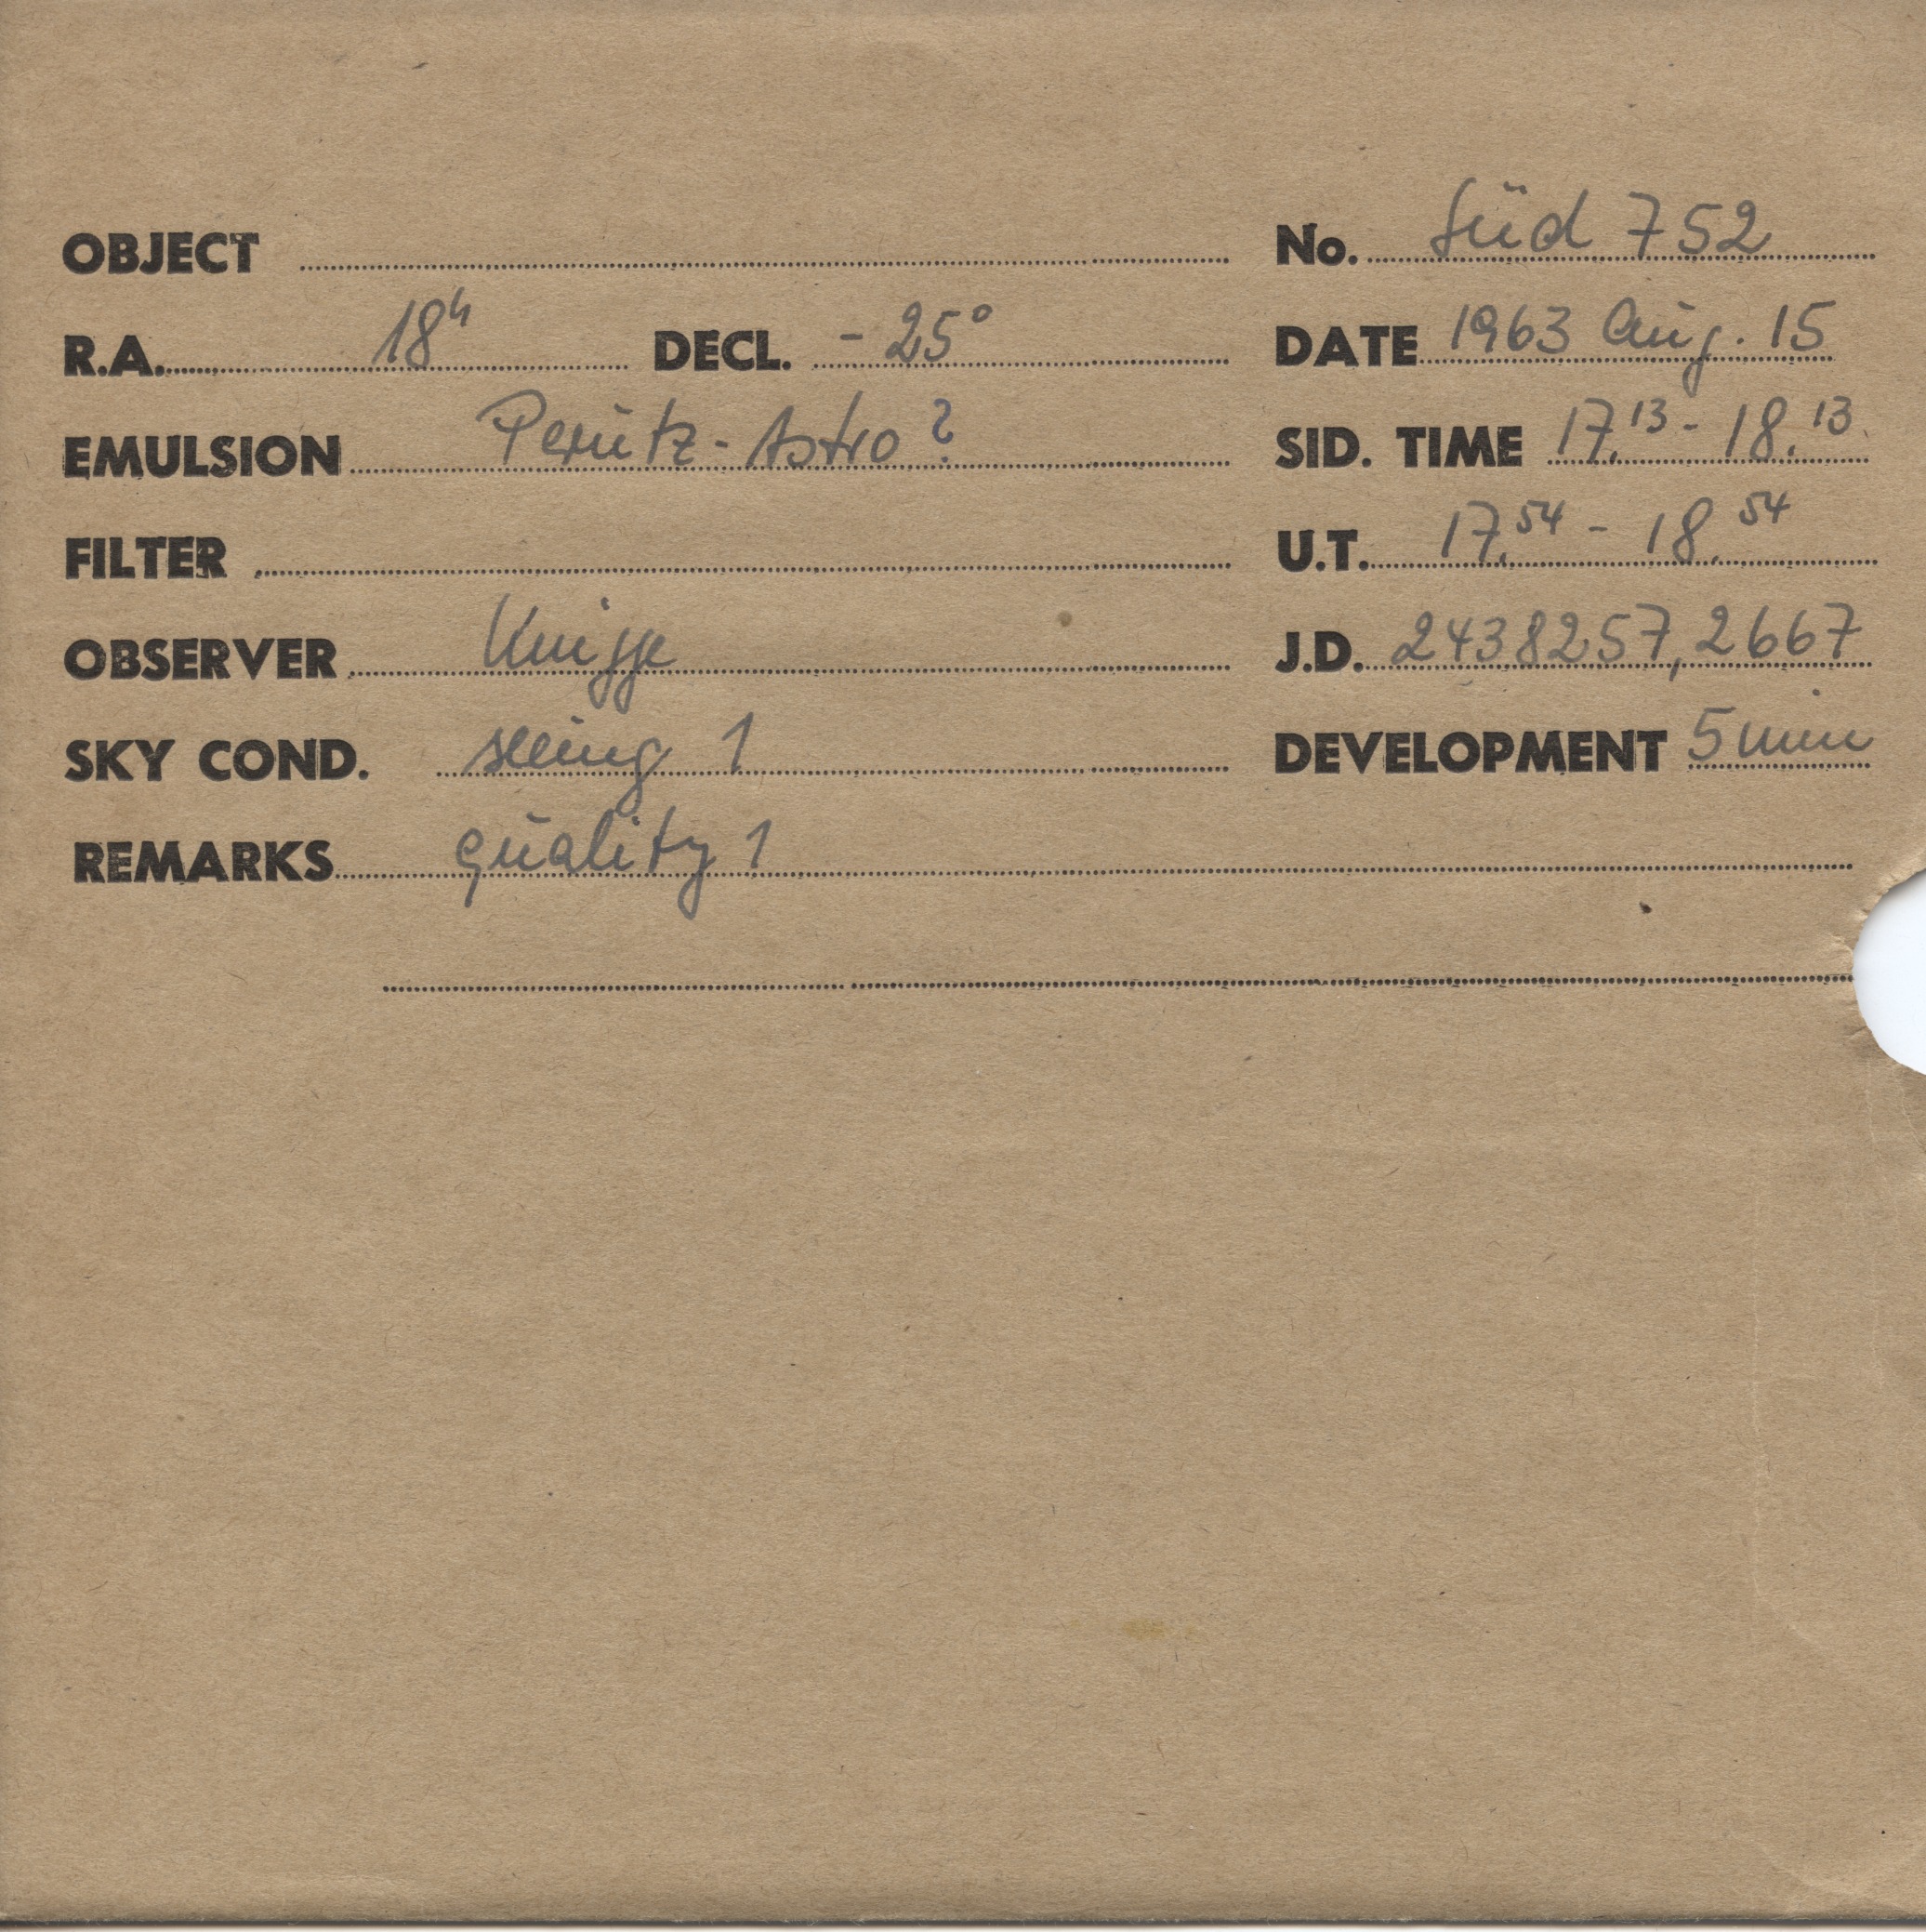 OBJECT No. Süd 752
R.A. 18h DECL. - 25° DATE 1963 Aug. 15
EMULSION Perutz-Astro? SID. TIME 17.13 - 18.13
FILTER U.T. 17.54 - 18.54
OBSERVER Knigge J.D. 2438257,2667
SKY COND. seeing 1 DEVELOPMENT 5 min
REMARKS quality 1